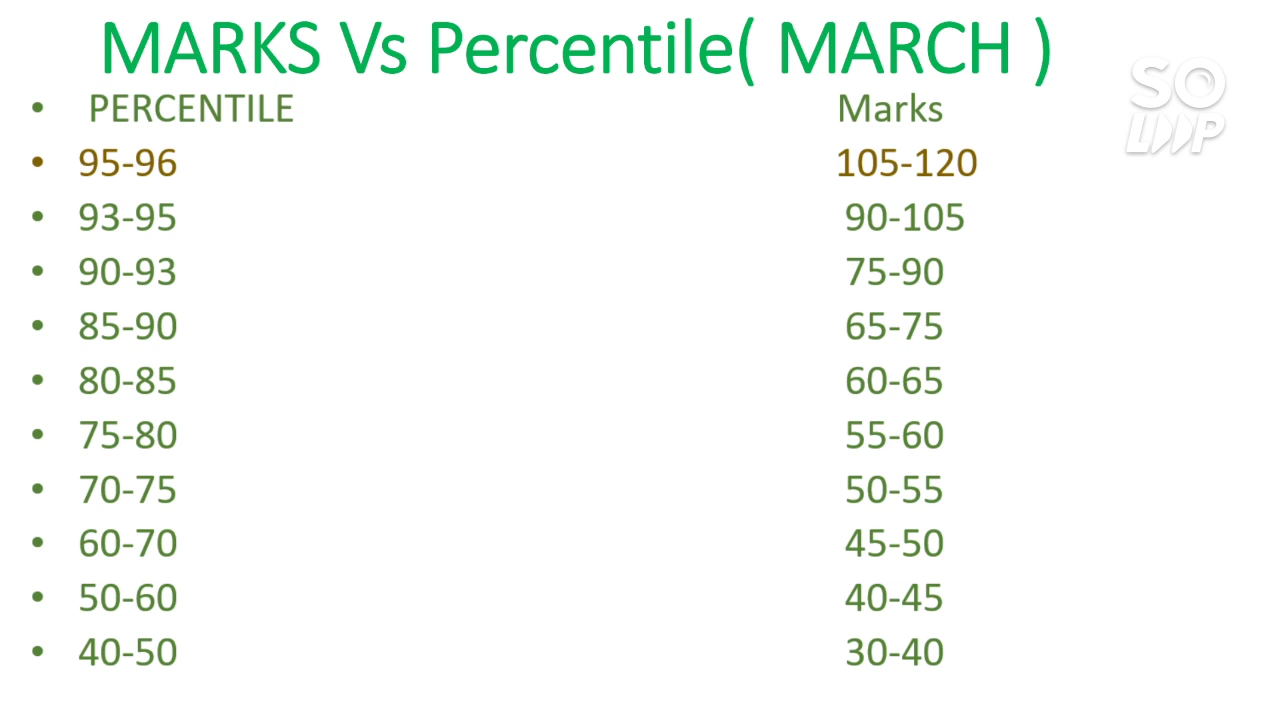 MARKS Vs Percentile( MARCH )
SO
LOOP
• PERCENTILE Marks
• 95-96 105-120
• 93-95 90-105
• 90-93 75-90
• 85-90 65-75
• 80-85 60-65
• 75-80 55-60
• 70-75 50-55
• 60-70 45-50
• 50-60 40-45
• 40-50 30-40